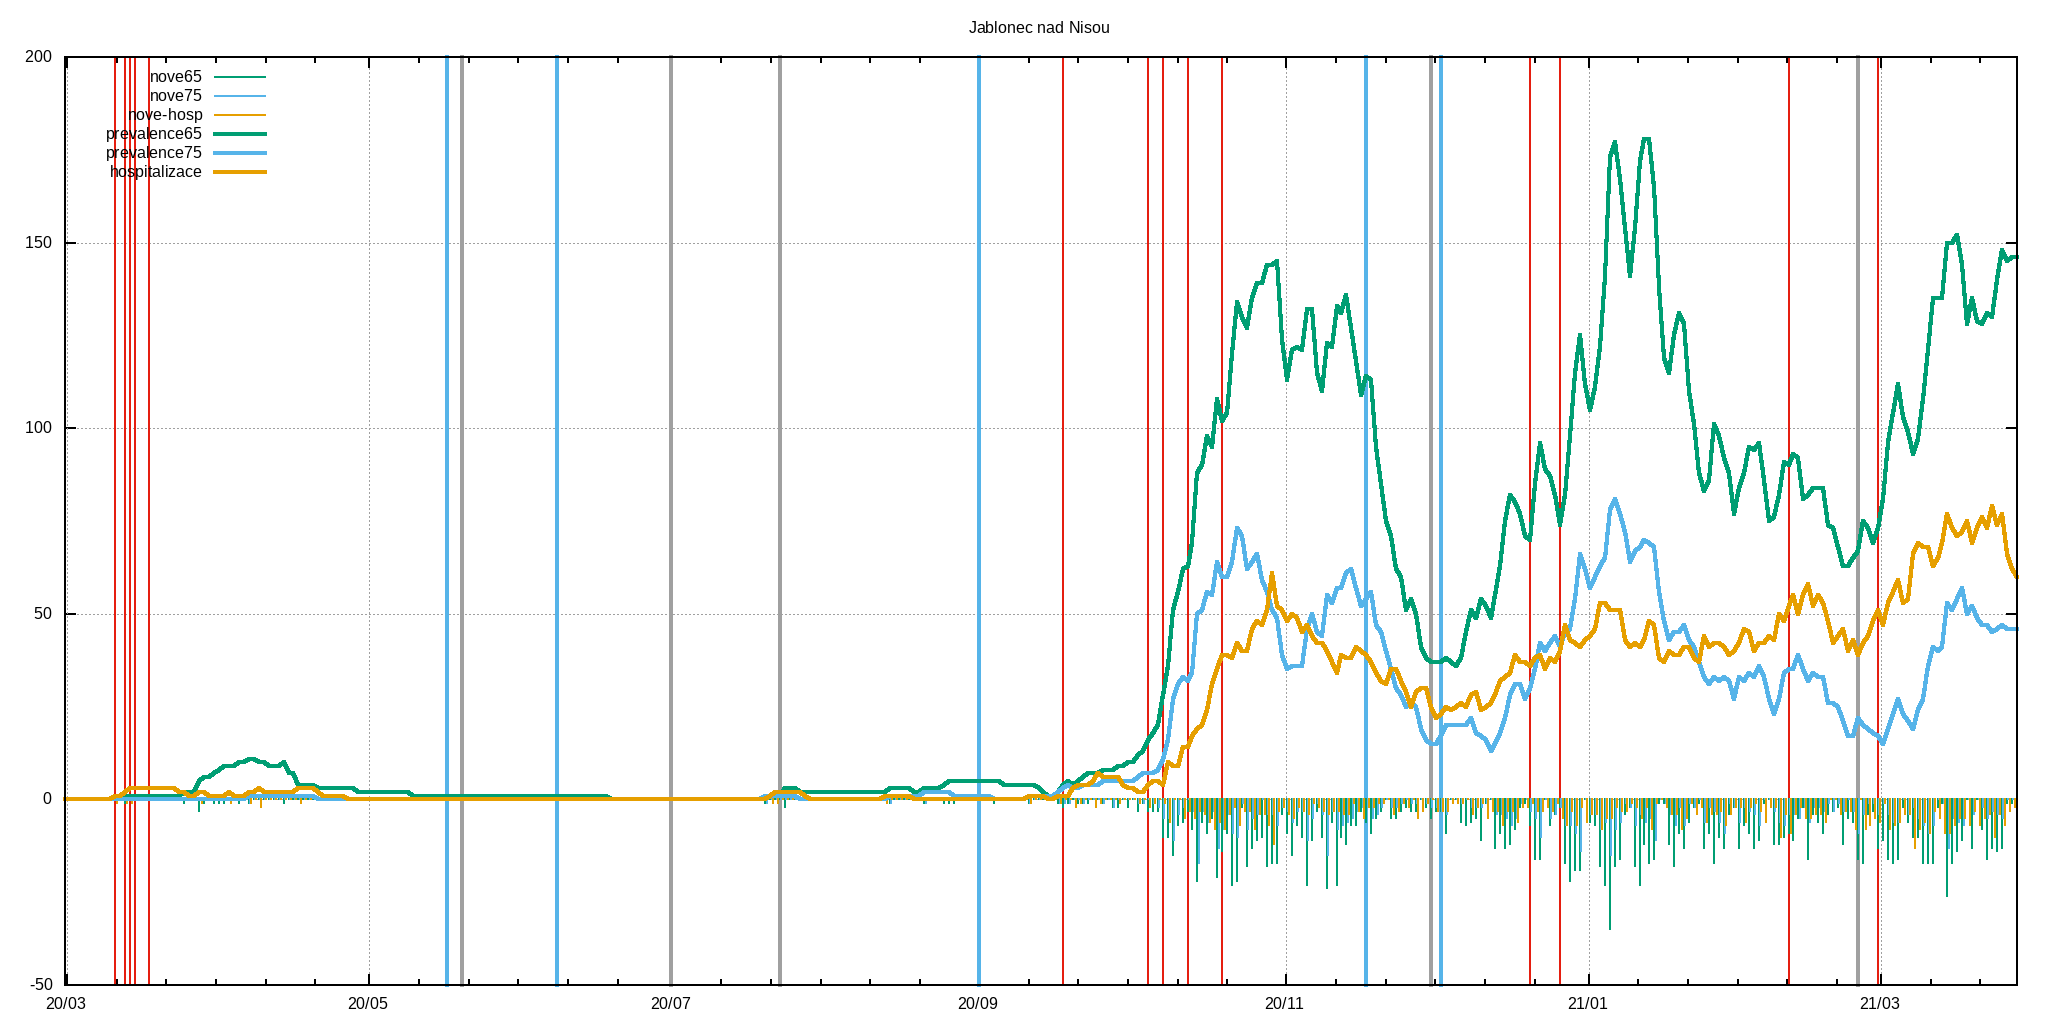 Jablonec nad Nisou
200
nove65
nove75
nove-hosp
prevalence65
prevalence75
hospitalizace
150
100
50
0
-50
20/03 20/05 20/07 20/09 20/11 21/01 21/03